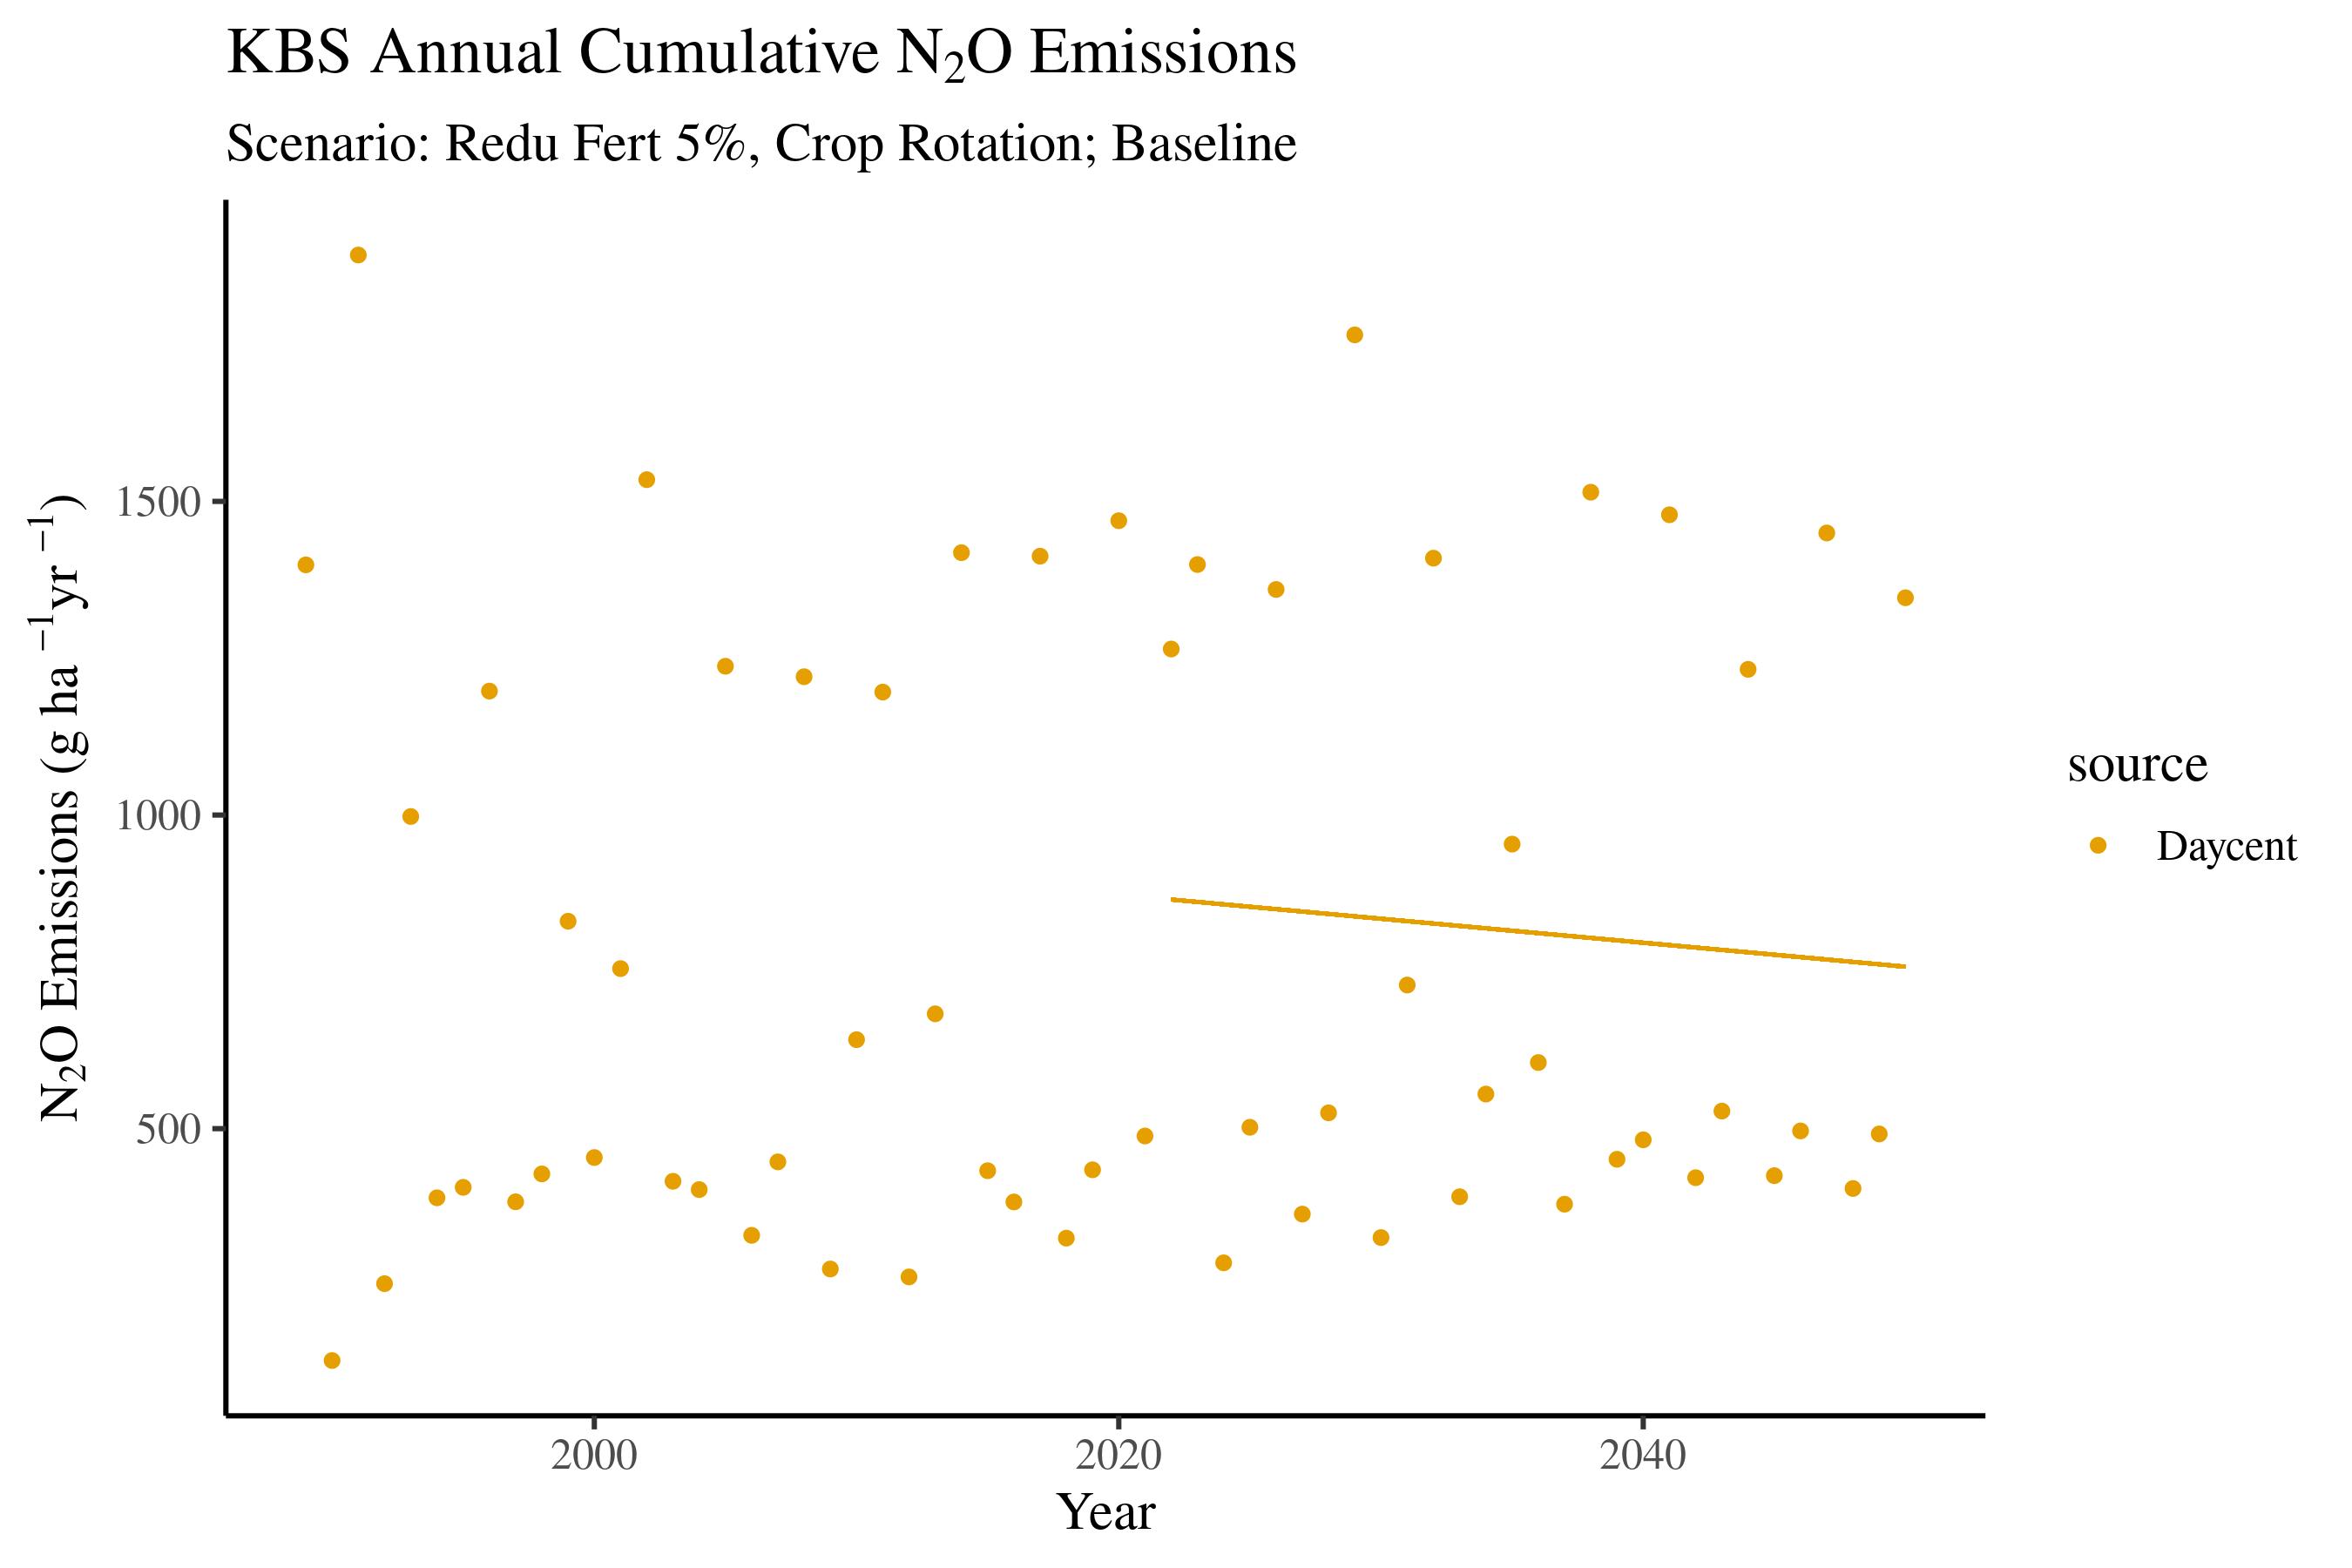 KBS Annual Cumulative N₂O Emissions
Scenario: Redu Fert 5%, Crop Rotation; Baseline
N₂O Emissions (g ha⁻¹yr⁻¹)
1500
1000
500
2000 2020 2040
Year
source
Daycent